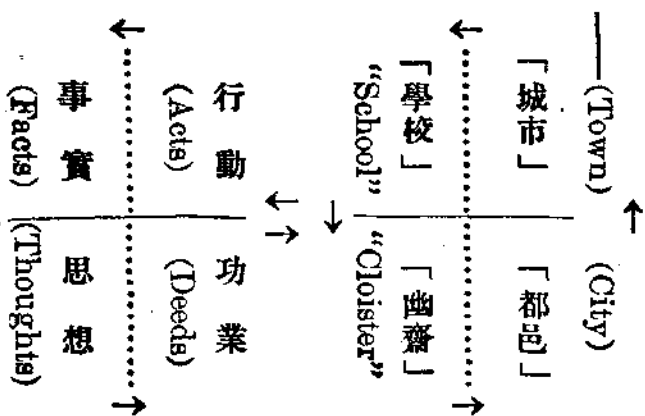 (Town) (City)
「城市」 「都邑」
「學校」 「幽齋」
“School” “Cloister”
行動 功業
(Acts) (Deeds)
事實 思想
(Facts) (Thoughts)